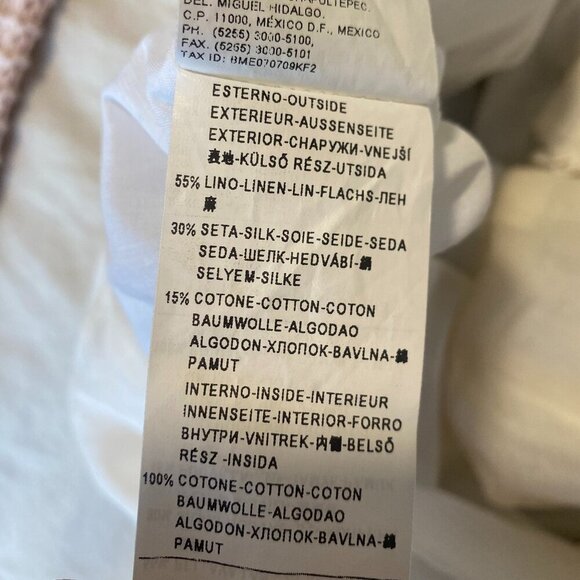 DEL. MIGUEL HIDALGO,
C.P. 11000, MÉXICO D.F., MEXICO
PH. (5255) 3000-5100,
FAX. (5255) 3000-5101
TAX ID: BME070709KF2
ESTERNO-OUTSIDE
EXTERIEUR-AUSSENSEITE
EXTERIOR-СНАРУЖИ-VNEJŠÍ
裏地-KÜLSŐ RÉSZ-UTSIDA
55% LINO-LINEN-LIN-FLACHS-ЛЕН
麻
30% SETA-SILK-SOIE-SEIDE-SEDA
SEDA-ШЕЛК-HEDVÁBÍ-絹
SELYEM-SILKE
15% COTONE-COTTON-COTON
BAUMWOLLE-ALGODAO
ALGODON-ХЛОПОК-BAVLNA-綿
PAMUT
INTERNO-INSIDE-INTERIEUR
INNENSEITE-INTERIOR-FORRO
ВНУТРИ-VNITREK-内側-BELSŐ
RÉSZ -INSIDA
100% COTONE-COTTON-COTON
BAUMWOLLE-ALGODAO
ALGODON-ХЛОПОК-BAVLNA-綿
PAMUT